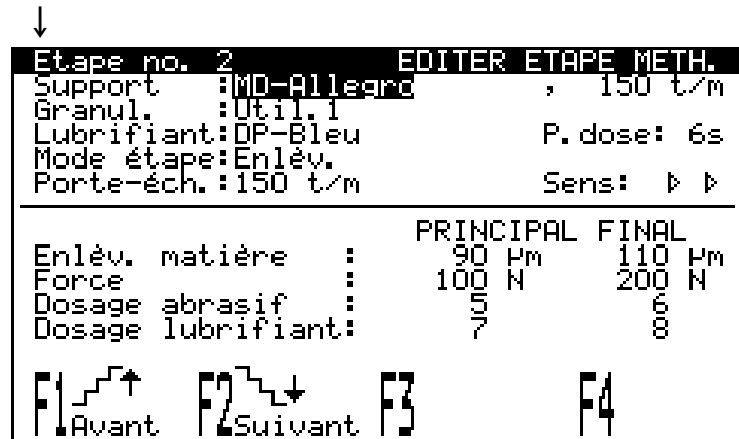 ↓
Etape no. 2 EDITER ETAPE METH.
Support :MD-Allegro , 150 t/m
Granul. :Util.1
Lubrifiant:DP-Bleu P.dose: 6s
Mode étape:Enlév.
Porte-éch.:150 t/m Sens: ▷ ▷
PRINCIPAL FINAL
Enlév. matière : 90 µm 110 µm
Force : 100 N 200 N
Dosage abrasif : 5 6
Dosage lubrifiant: 7 8
F1 Avant F2 Suivant F3 F4